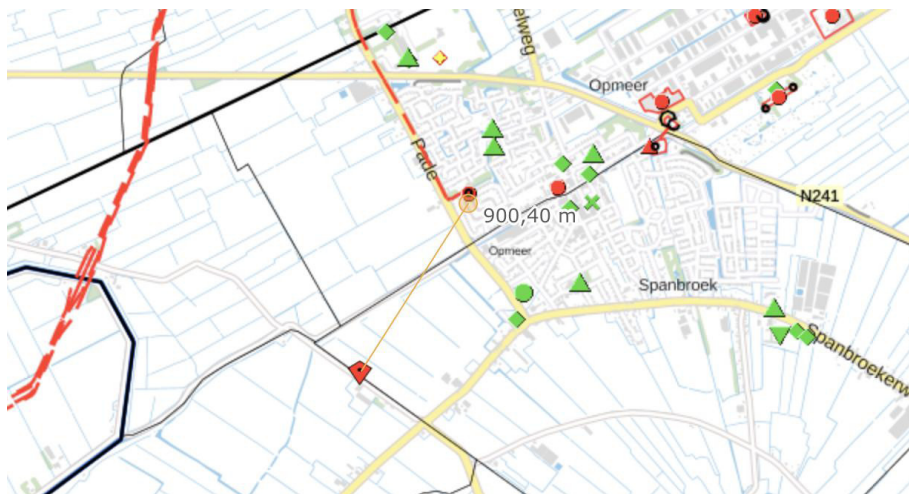 elweg
Opmeer
Pade
N241
900,40 m
Opmeer
Spanbroek
Spanbroekerw